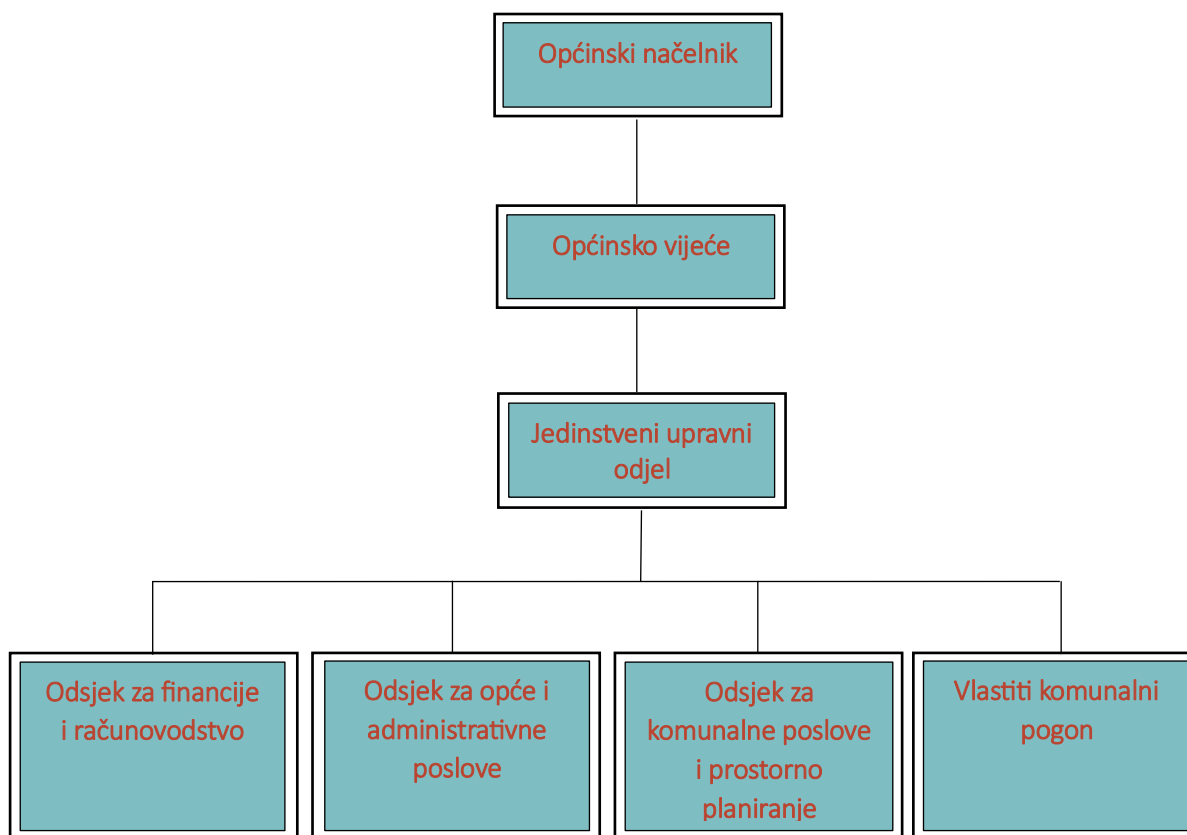 Općinski načelnik
Općinsko vijeće
Jedinstveni upravni
odjel
Odsjek za financije
i računovodstvo
Odsjek za opće i
administrativne
poslove
Odsjek za
komunalne poslove
i prostorno
planiranje
Vlastiti komunalni
pogon